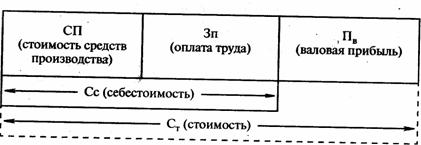 СП
(стоимость средств
производства)
Зп
(оплата труда)
Пв
(валовая прибыль)
Сс (себестоимость)
Ст (стоимость)